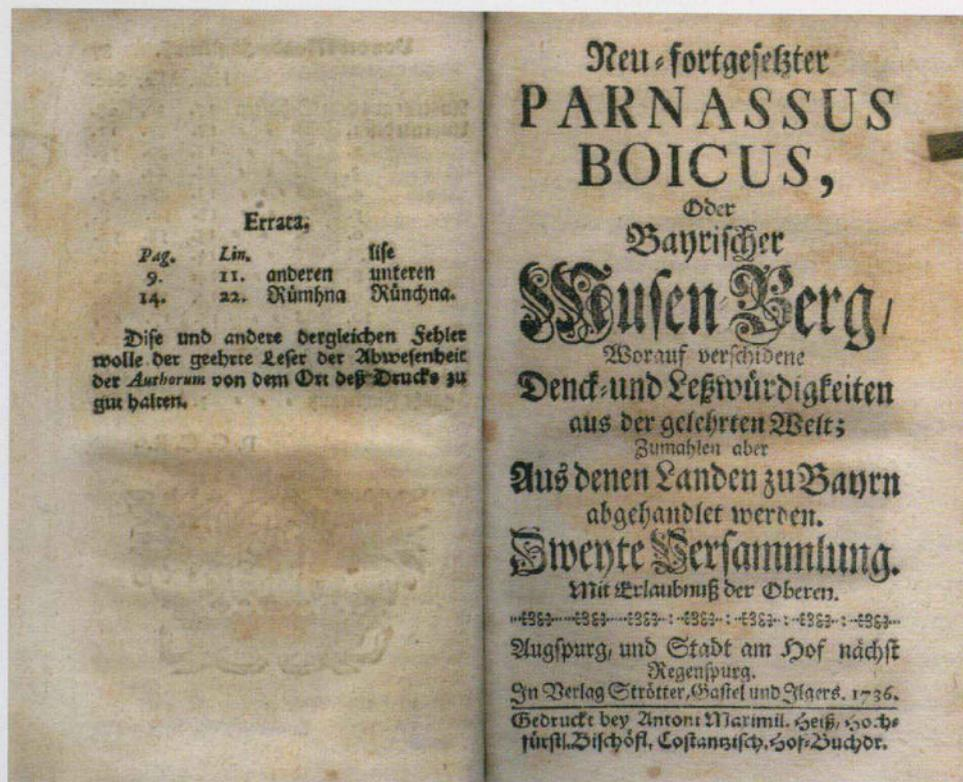 Errata.
Pag. Lin. lise
9. 11. anderen unteren
14. 22. Rümhna Rünchna.
Dise und andere dergleichen Fehler
wolle der geehrte Leser der Abwesenheit
der Authorum von dem Ort deß Drucks zu
gut halten.
Neu-fortgesetzter
PARNASSUS
BOICUS,
Oder
Bayrischer
Musen-Berg/
Worauf verschidene
Denck-und Leßwürdigkeiten
aus der gelehrten Welt;
Zumahlen aber
Aus denen Landen zu Bayrn
abgehandlet werden.
Zweyte Versammlung.
Mit Erlaubnuß der Oberen.
Augspurg, und Stadt am Hof nächst
Regenspurg.
In Verlag Strötter, Gastel und Ilgers. 1736.
Gedruckt bey Antoni Maximil. Heiß, Hoch-
fürstl. Bischöfl. Costantzisch. Hof-Buchdr.